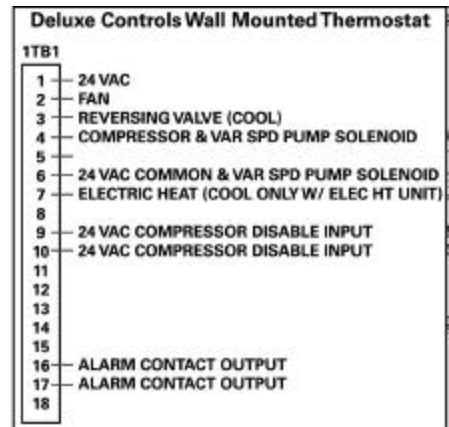 Deluxe Controls Wall Mounted Thermostat
1TB1
1 24 VAC
2 FAN
3 REVERSING VALVE (COOL)
4 COMPRESSOR & VAR SPD PUMP SOLENOID
5
6 24 VAC COMMON & VAR SPD PUMP SOLENOID
7 ELECTRIC HEAT (COOL ONLY W/ ELEC HT UNIT)
8
9 24 VAC COMPRESSOR DISABLE INPUT
10 24 VAC COMPRESSOR DISABLE INPUT
11
12
13
14
15
16 ALARM CONTACT OUTPUT
17 ALARM CONTACT OUTPUT
18